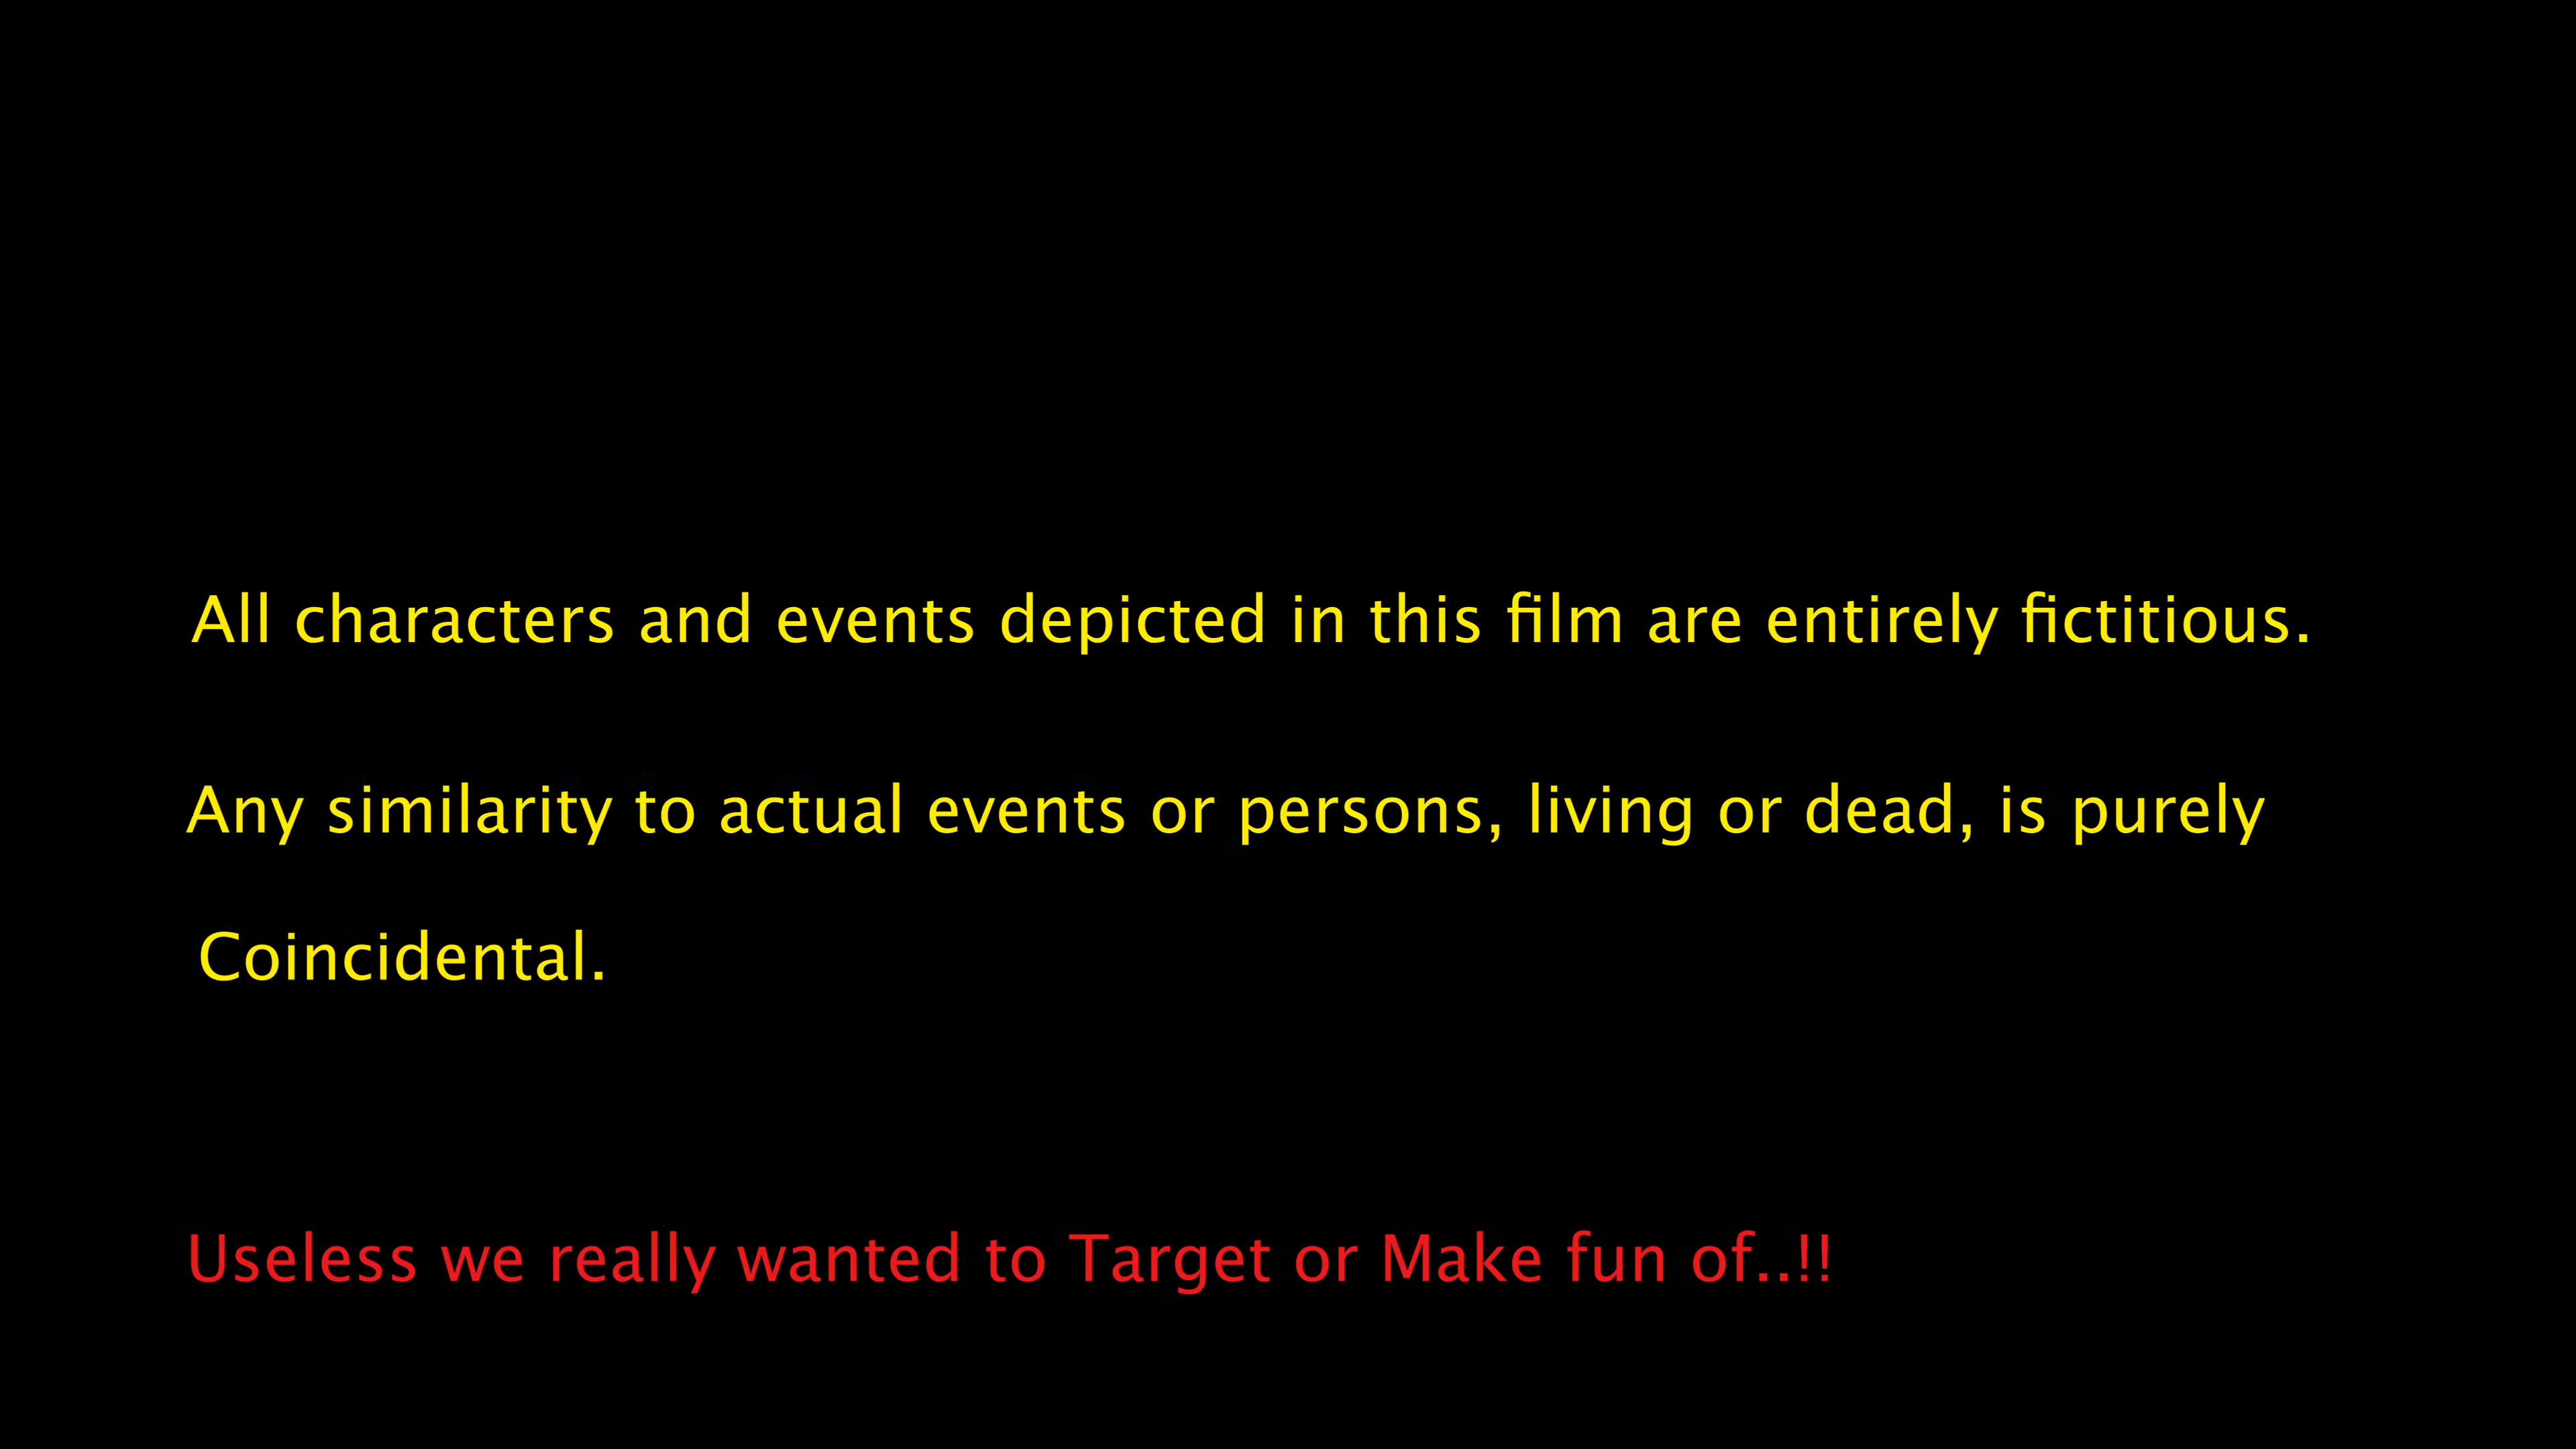 All characters and events depicted in this film are entirely fictitious.
Any similarity to actual events or persons, living or dead, is purely
Coincidental.
Useless we really wanted to Target or Make fun of..!!